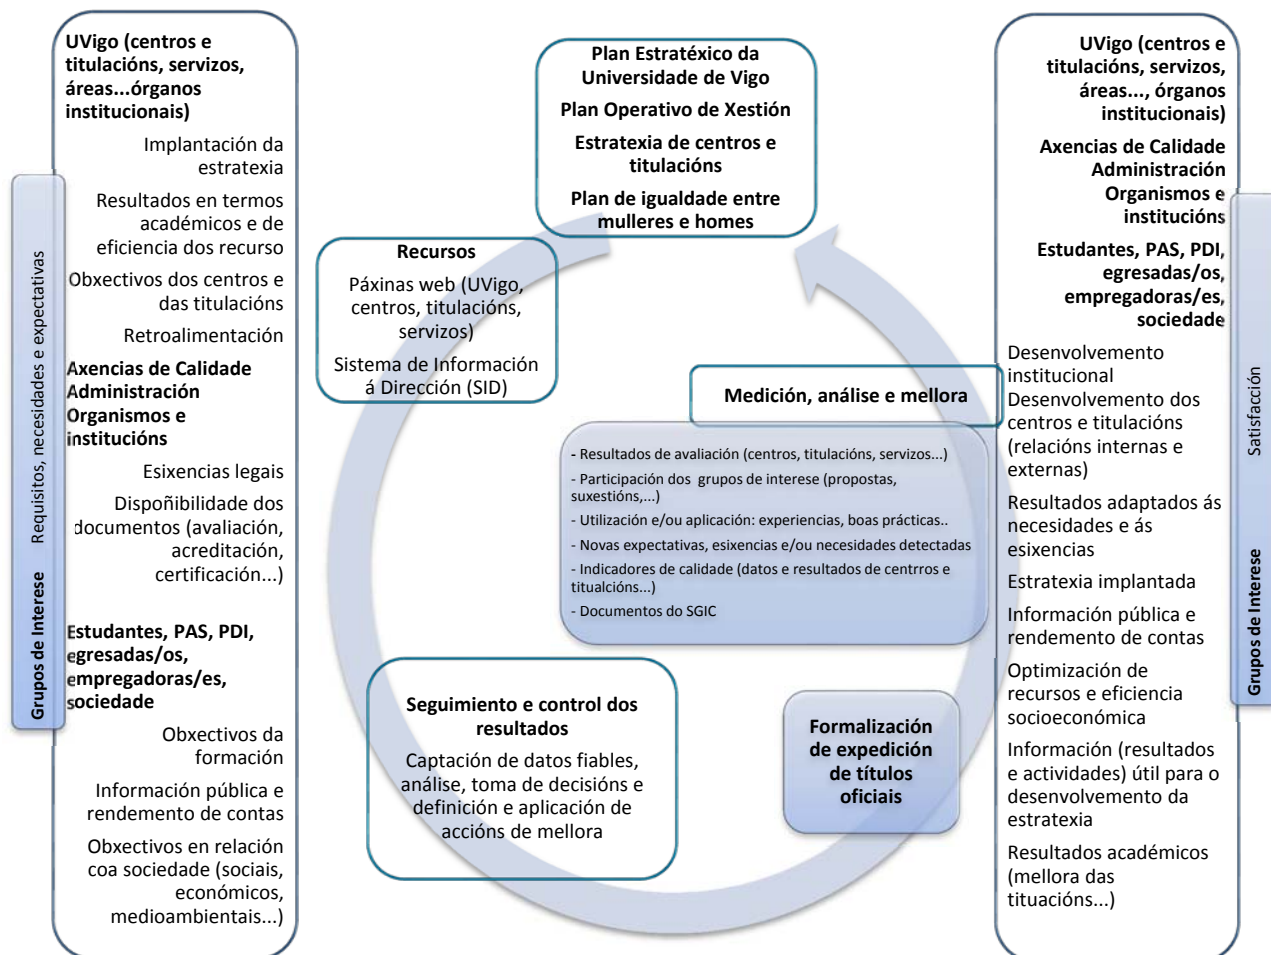 Grupos de Interese Requisitos, necesidades e expectativas
UVigo (centros e
titulacións, servizos,
áreas...órganos
institucionais)
Implantación da
estratexia
Resultados en termos
académicos e de
eficiencia dos recurso
Obxectivos dos centros e
das titulacións
Retroalimentación
Axencias de Calidade
Administración
Organismos e
institucións
Esixencias legais
Dispoñibilidade dos
documentos (avaliación,
acreditación,
certificación...)
Estudantes, PAS, PDI,
egresadas/os,
empregadoras/es,
sociedade
Obxectivos da
formación
Información pública e
rendemento de contas
Obxectivos en relación
coa sociedade (sociais,
económicos,
medioambientais...)
Plan Estratéxico da
Universidade de Vigo
Plan Operativo de Xestión
Estratexia de centros e
titulacións
Plan de igualdade entre
mulleres e homes
Recursos
Páxinas web (UVigo,
centros, titulacións,
servizos)
Sistema de Información
á Dirección (SID)
Medición, análise e mellora
- Resultados de avaliación (centros, titulacións, servizos...)
- Participación dos grupos de interese (propostas,
suxestións,...)
- Utilización e/ou aplicación: experiencias, boas prácticas..
- Novas expectativas, esixencias e/ou necesidades detectadas
- Indicadores de calidade (datos e resultados de centrros e
titualcións...)
- Documentos do SGIC
Seguimiento e control dos
resultados
Captación de datos fiables,
análise, toma de decisións e
definición e aplicación de
accións de mellora
Formalización
de expedición
de títulos
oficiais
UVigo (centros e
titulacións, servizos,
áreas..., órganos
institucionais)
Axencias de Calidade
Administración
Organismos e
institucións
Estudantes, PAS, PDI,
egresadas/os,
empregadoras/es,
sociedade
Desenvolvemento
institucional
Desenvolvemento dos
centros e titulacións
(relacións internas e
externas)
Resultados adaptados ás
necesidades e ás
esixencias
Estratexia implantada
Información pública e
rendemento de contas
Optimización de
recursos e eficiencia
socioeconómica
Información (resultados
e actividades) útil para o
desenvolvemento da
estratexia
Resultados académicos
(mellora das
tituacións...)
Grupos de Interese Satisfacción